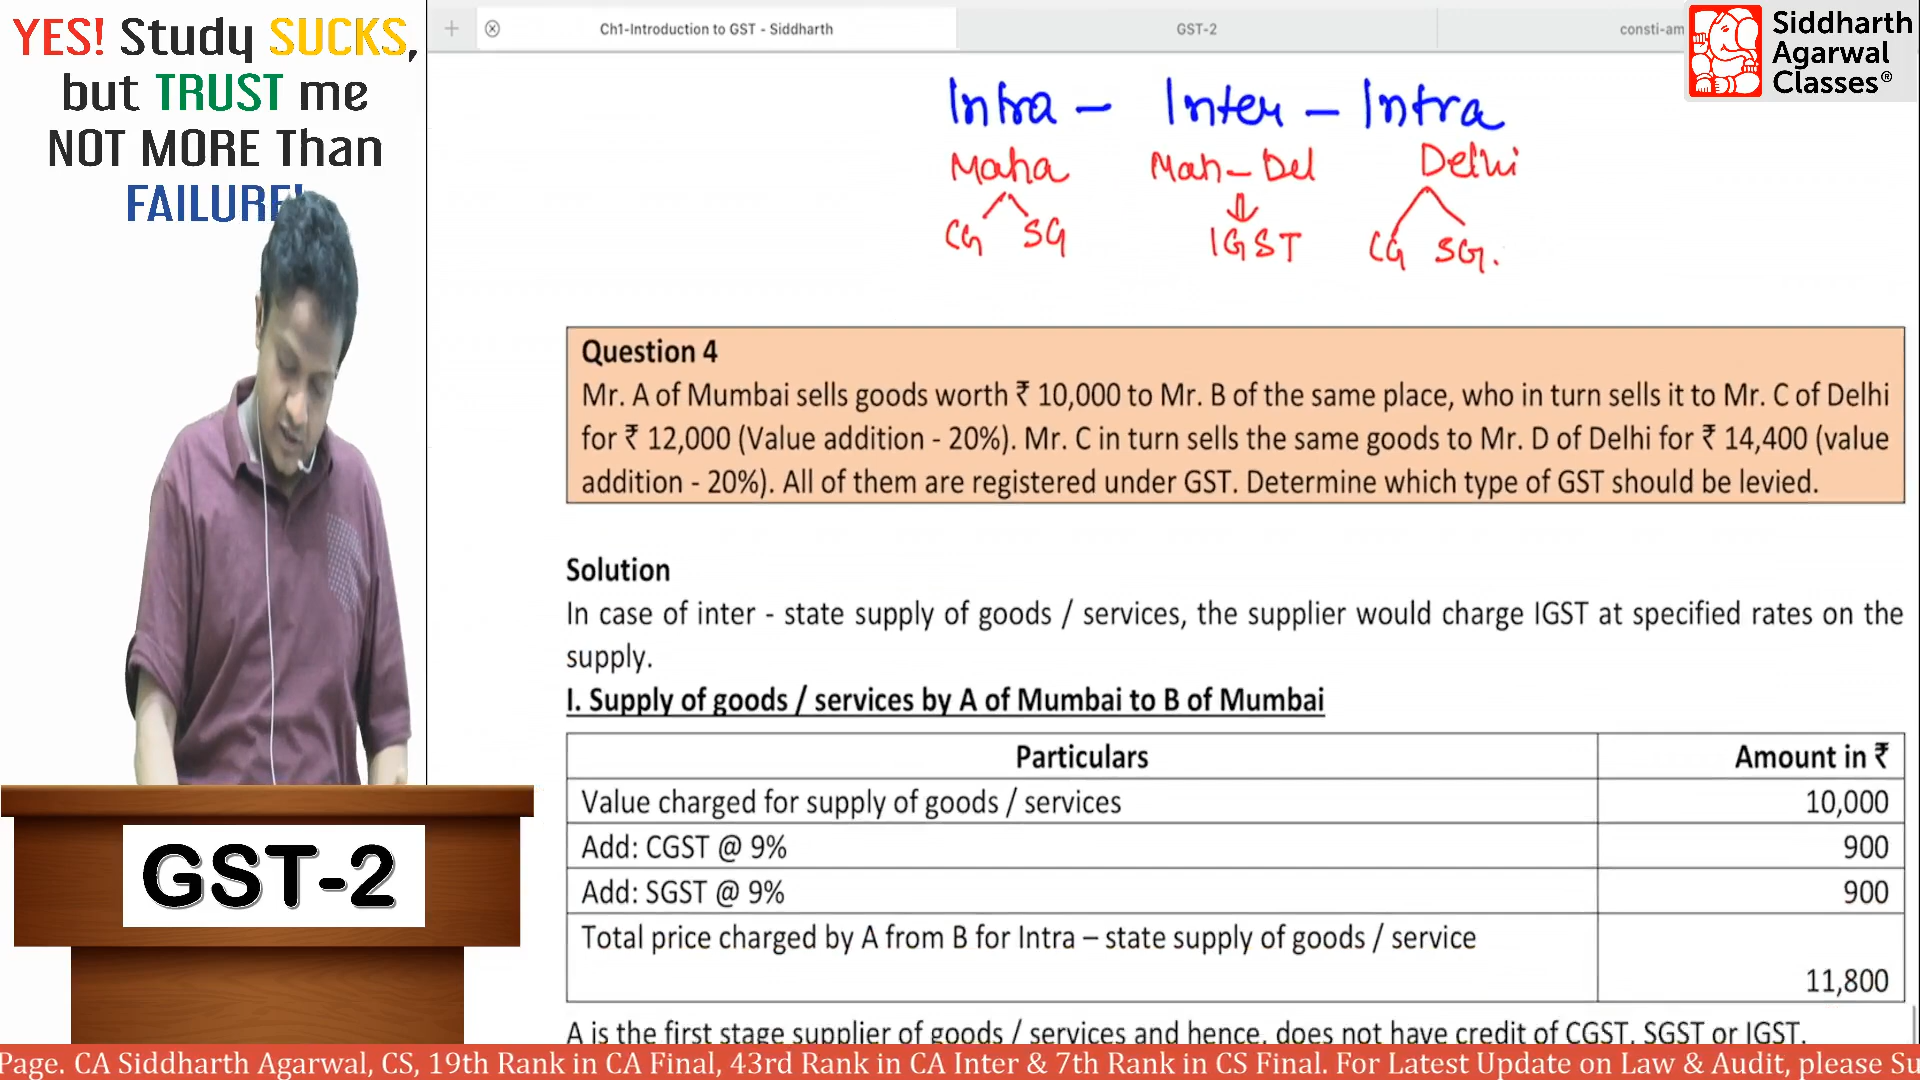 YES! Study SUCKS,
but TRUST me
NOT MORE Than
FAILURE!
Ch1-Introduction to GST - Siddharth
GST-2
consti-am
Siddharth
Agarwal
Classes®
Intra - Inter - Intra
Maha Mah-Del Delhi
CG SG IGST CG SG.
Question 4
Mr. A of Mumbai sells goods worth ₹ 10,000 to Mr. B of the same place, who in turn sells it to Mr. C of Delhi
for ₹ 12,000 (Value addition - 20%). Mr. C in turn sells the same goods to Mr. D of Delhi for ₹ 14,400 (value
addition - 20%). All of them are registered under GST. Determine which type of GST should be levied.
Solution
In case of inter - state supply of goods / services, the supplier would charge IGST at specified rates on the
supply.
I. Supply of goods / services by A of Mumbai to B of Mumbai
Particulars Amount in ₹
Value charged for supply of goods / services 10,000
Add: CGST @ 9% 900
Add: SGST @ 9% 900
Total price charged by A from B for Intra – state supply of goods / service
11,800
A is the first stage supplier of goods / services and hence, does not have credit of CGST, SGST or IGST.
GST-2
Page. CA Siddharth Agarwal, CS, 19th Rank in CA Final, 43rd Rank in CA Inter & 7th Rank in CS Final. For Latest Update on Law & Audit, please Su